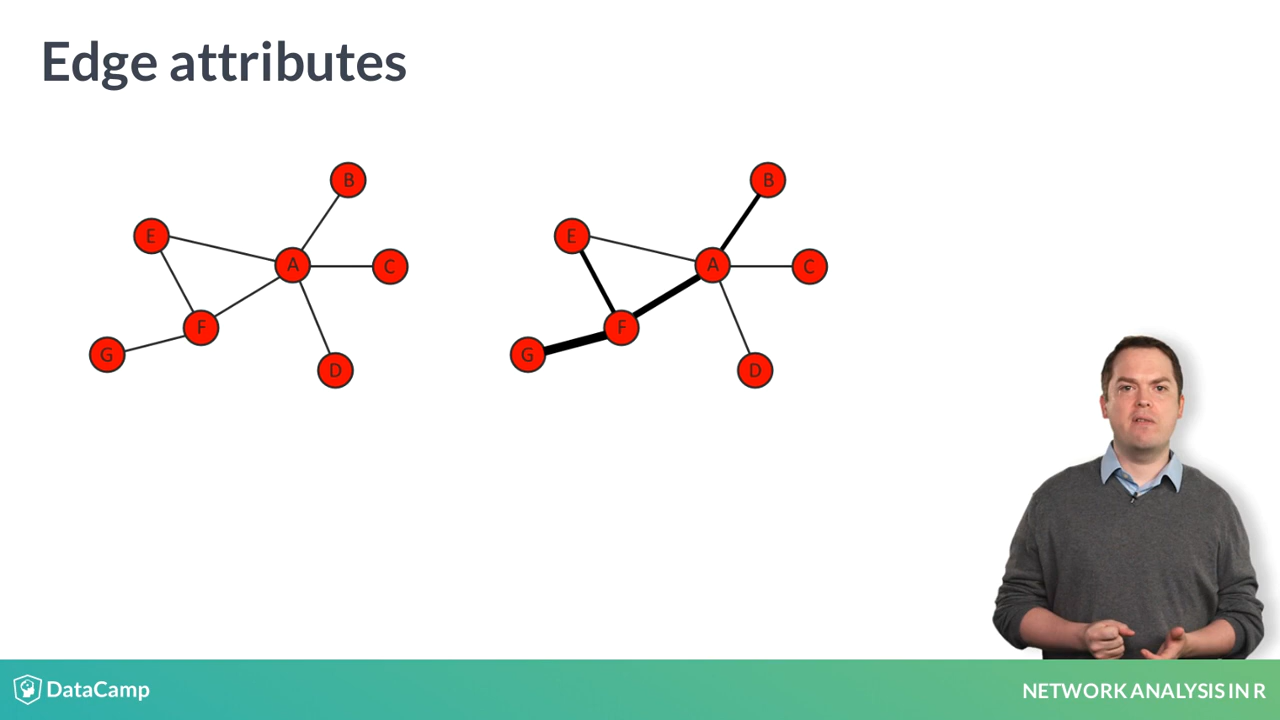 Edge attributes
B
E
A
C
F
G
D
B
E
A
C
F
G
D
DataCamp
NETWORK ANALYSIS IN R